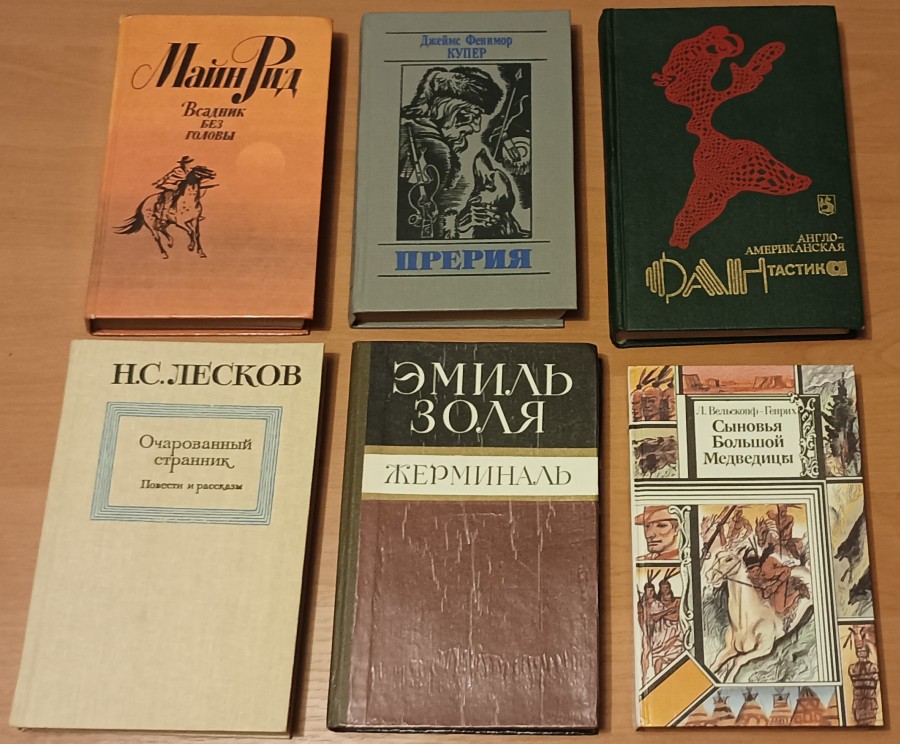 Майн Рид
Всадник
без
головы
Джеймс Фенимор
КУПЕР
ПРЕРИЯ
АНГЛО-
АМЕРИКАНСКАЯ
ФАНТАСТИКА
Н.С.ЛЕСКОВ
Очарованный
странник
Повести и рассказы
ЭМИЛЬ
ЗОЛЯ
ЖЕРМИНАЛЬ
Л. Вельскопф-Генрих
Сыновья
Большой
Медведицы